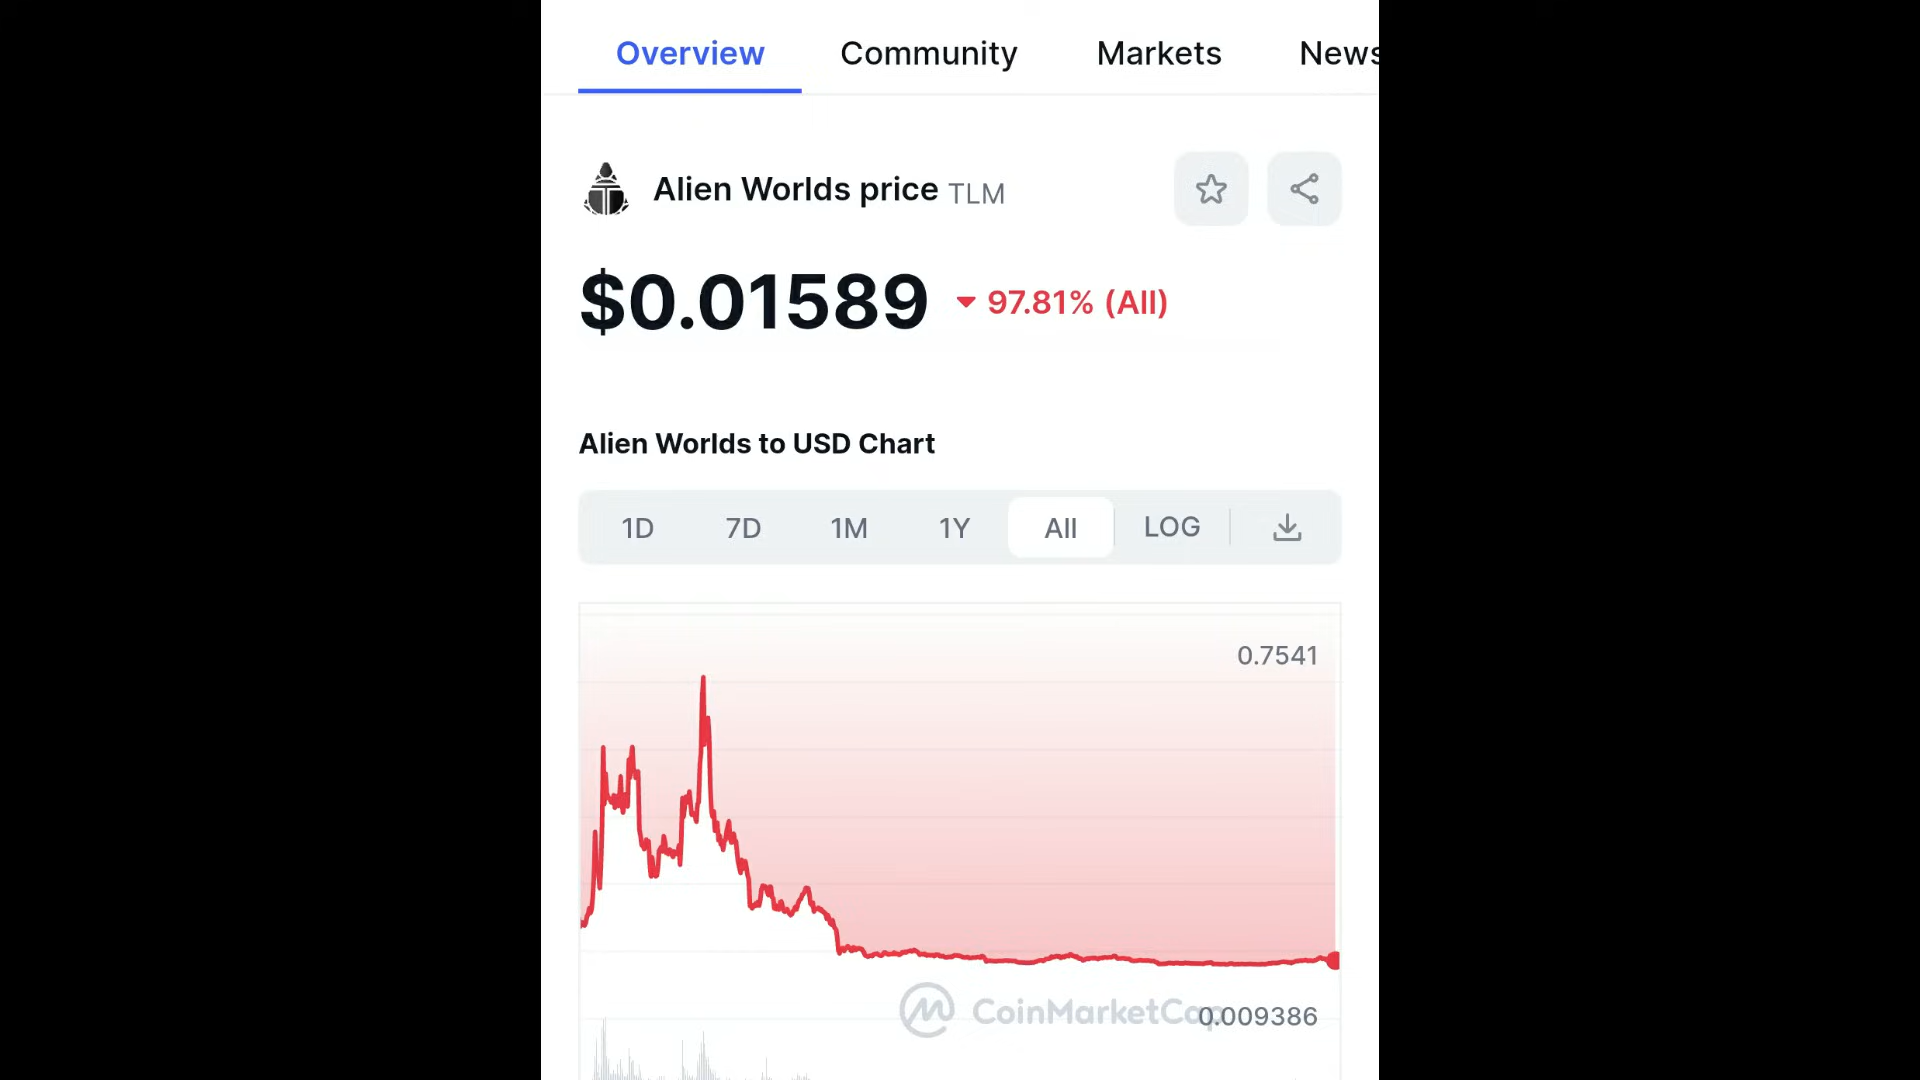 Overview Community Markets News
Alien Worlds price TLM
$0.01589 97.81% (All)
Alien Worlds to USD Chart
1D 7D 1M 1Y All LOG
0.7541
CoinMarketCap 0.009386